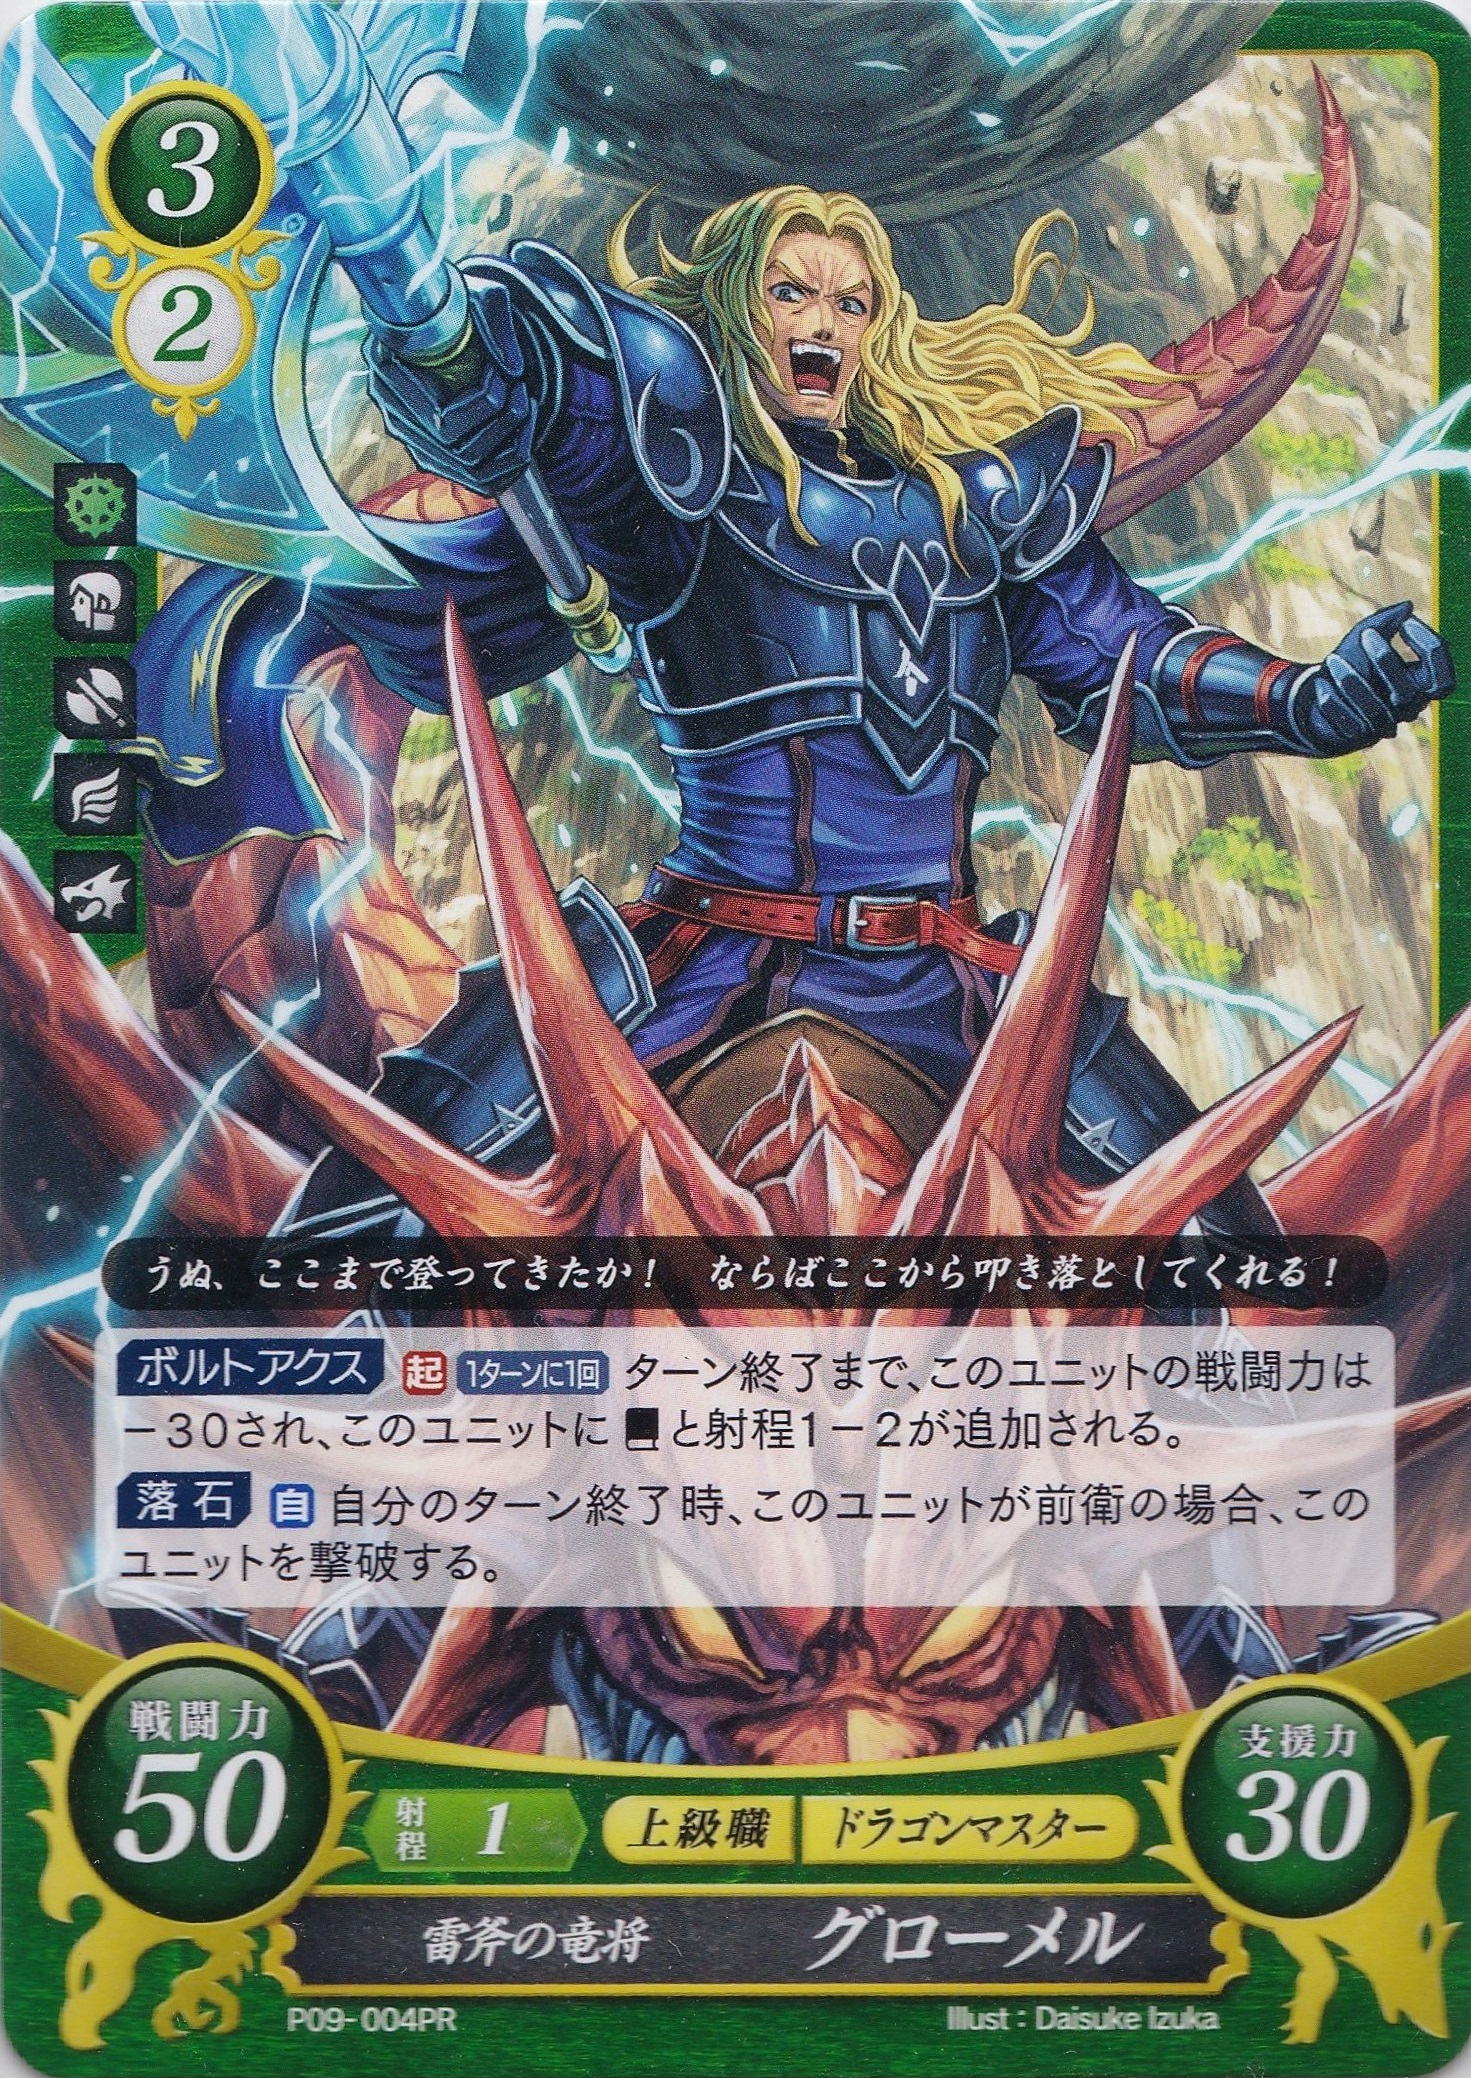 3
2
うぬ、ここまで登ってきたか！　ならばここから叩き落としてくれる！
ボルトアクス 起 1ターンに1回 ターン終了まで、このユニットの戦闘力は
－30され、このユニットに と射程1－2が追加される。
落石 自 自分のターン終了時、このユニットが前衛の場合、この
ユニットを撃破する。
戦闘力
50
射程 1
上級職 ドラゴンマスター
支援力
30
雷斧の竜将 グローメル
P09-004PR
Illust：Daisuke Izuka